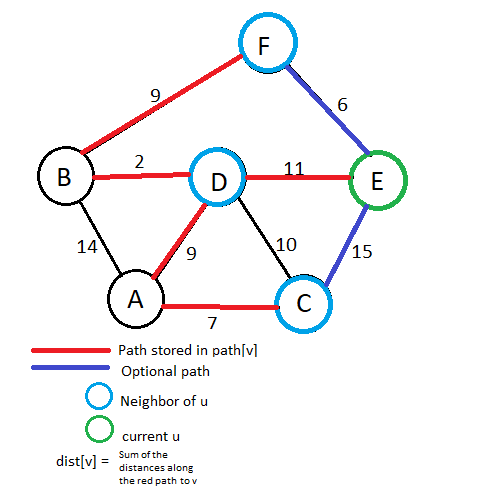 F
9
6
B
2
D
11
E
14
9
10
15
A
C
7
Path stored in path[v]
Optional path
Neighbor of u
current u
dist[v] = Sum of the
distances along
the red path to v